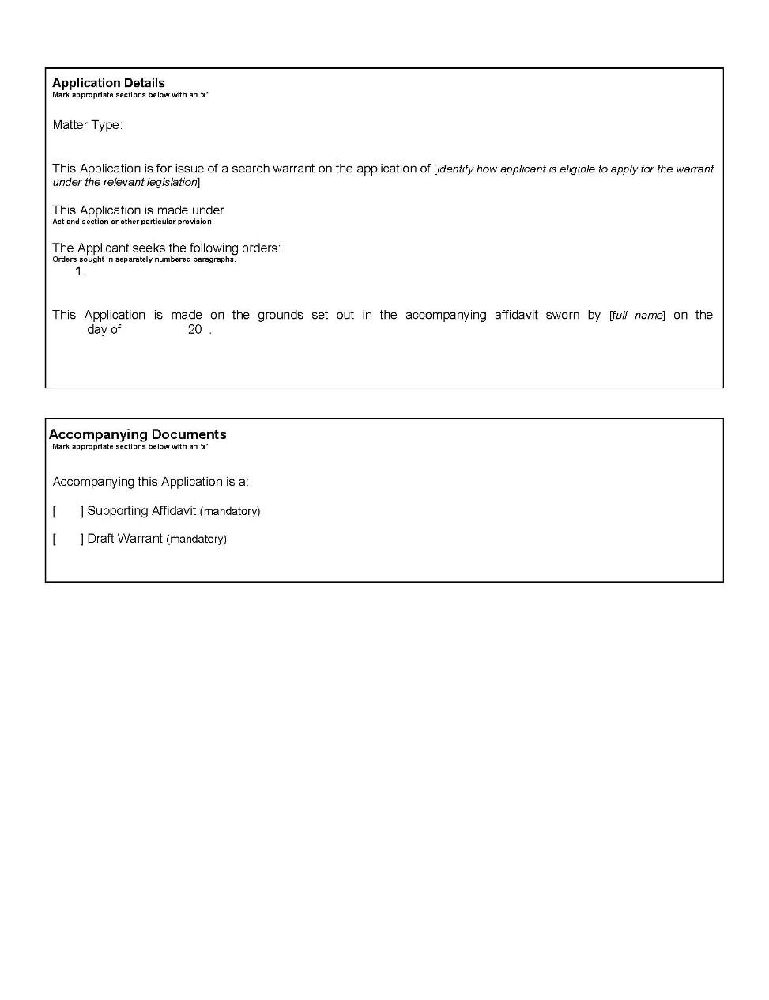 Application Details
Mark appropriate sections below with an ‘x’
Matter Type:
This Application is for issue of a search warrant on the application of [identify how applicant is eligible to apply for the warrant
under the relevant legislation]
This Application is made under
Act and section or other particular provision
The Applicant seeks the following orders:
Orders sought in separately numbered paragraphs.
1.
This Application is made on the grounds set out in the accompanying affidavit sworn by [full name] on the
day of 20 .
Accompanying Documents
Mark appropriate sections below with an ‘x’
Accompanying this Application is a:
[ ] Supporting Affidavit (mandatory)
[ ] Draft Warrant (mandatory)